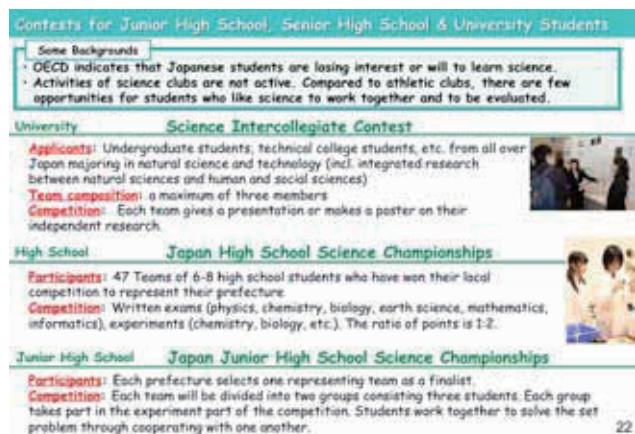 Contests for Junior High School, Senior High School & University Students
Some Backgrounds
・ OECD indicates that Japanese students are losing interest or will to learn science.
・ Activities of science clubs are not active. Compared to athletic clubs, there are few
opportunities for students who like science to work together and to be evaluated.
University Science Intercollegiate Contest
Applicants: Undergraduate students, technical college students, etc. from all over
Japan majoring in natural science and technology (incl. integrated research
between natural sciences and human and social sciences)
Team composition: a maximum of three members
Competition: Each team gives a presentation or makes a poster on their
independent research.
High School Japan High School Science Championships
Participants: 47 Teams of 6-8 high school students who have won their local
competition to represent their prefecture
Competition: Written exams (physics, chemistry, biology, earth science, mathematics,
informatics), experiments (chemistry, biology, etc.). The ratio of points is 1:2.
Junior High School Japan Junior High School Science Championships
Participants: Each prefecture selects one representing team as a finalist.
Competition: Each team will be divided into two groups consisting three students. Each group
takes part in the experiment part of the competition. Students work together to solve the set
problem through cooperating with one another.
22